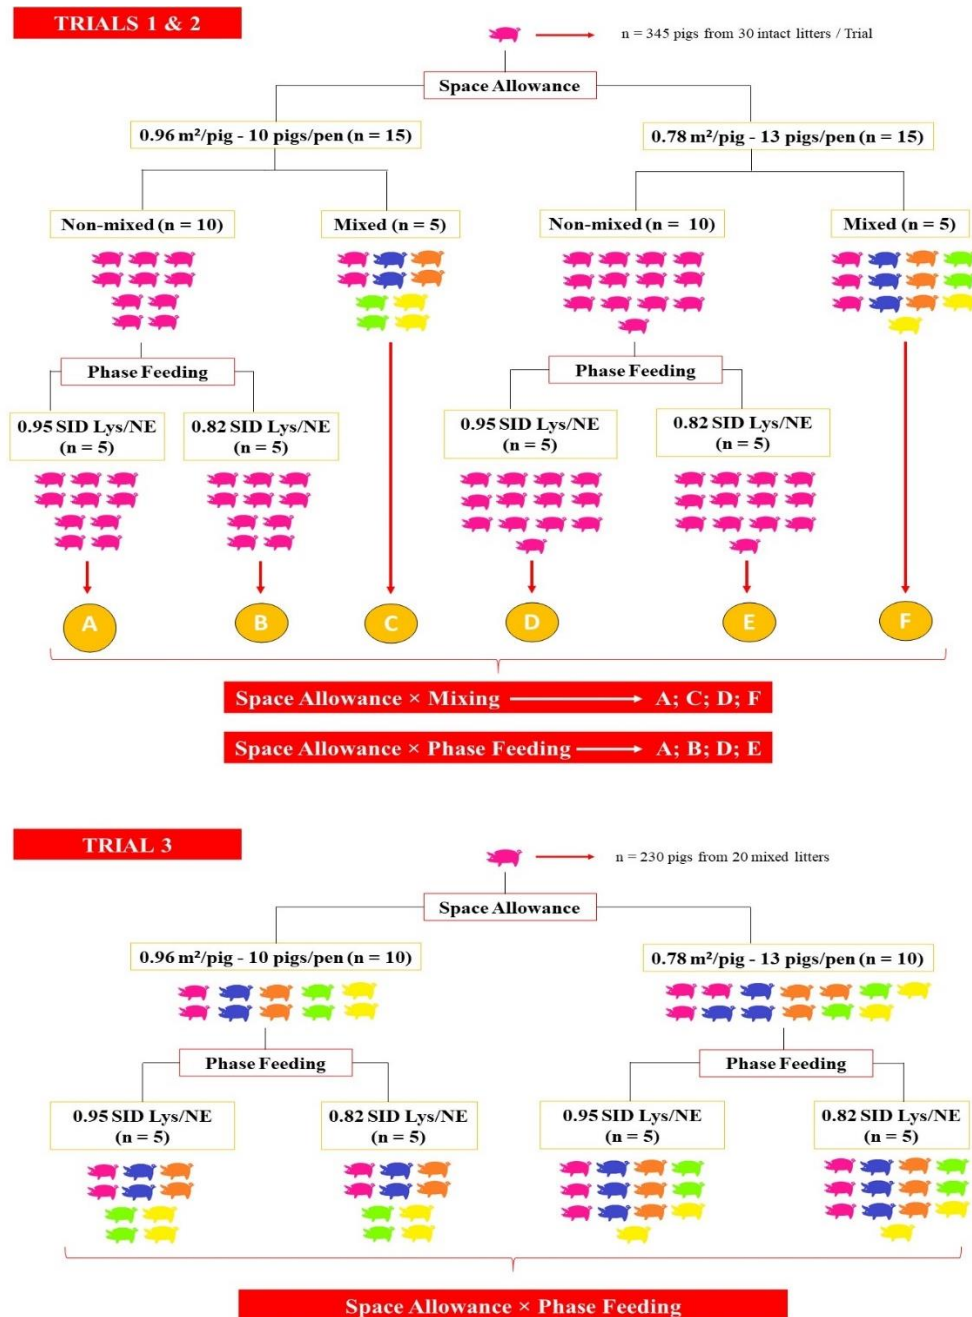 TRIALS 1 & 2
n = 345 pigs from 30 intact litters / Trial
Space Allowance
0.96 m²/pig - 10 pigs/pen (n = 15)
0.78 m²/pig - 13 pigs/pen (n = 15)
Non-mixed (n = 10)
Mixed (n = 5)
Non-mixed (n = 10)
Mixed (n = 5)
Phase Feeding
Phase Feeding
0.95 SID Lys/NE
(n = 5)
0.82 SID Lys/NE
(n = 5)
0.95 SID Lys/NE
(n = 5)
0.82 SID Lys/NE
(n = 5)
A
B
C
D
E
F
Space Allowance × Mixing A; C; D; F
Space Allowance × Phase Feeding A; B; D; E
TRIAL 3
n = 230 pigs from 20 mixed litters
Space Allowance
0.96 m²/pig - 10 pigs/pen (n = 10)
0.78 m²/pig - 13 pigs/pen (n = 10)
Phase Feeding
Phase Feeding
0.95 SID Lys/NE
(n = 5)
0.82 SID Lys/NE
(n = 5)
0.95 SID Lys/NE
(n = 5)
0.82 SID Lys/NE
(n = 5)
Space Allowance × Phase Feeding